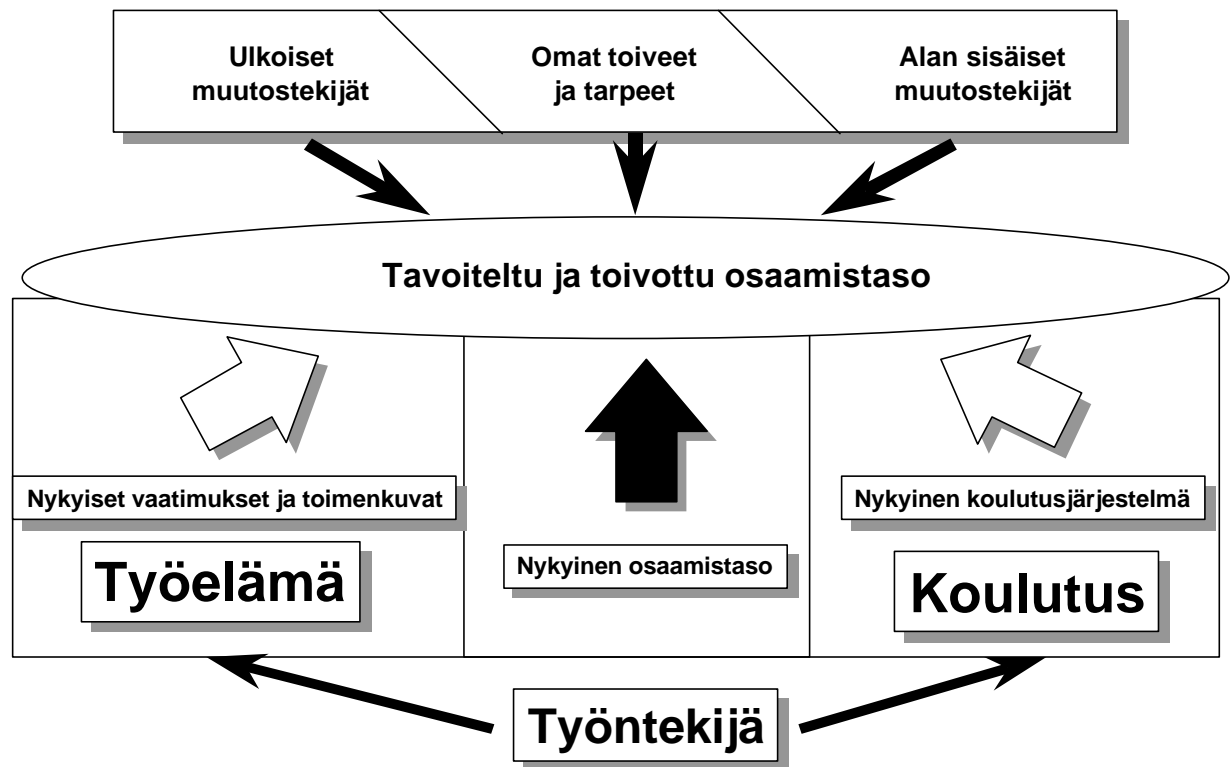 Ulkoiset
muutostekijät
Omat toiveet
ja tarpeet
Alan sisäiset
muutostekijät
Tavoiteltu ja toivottu osaamistaso
Nykyiset vaatimukset ja toimenkuvat
Työelämä
Nykyinen osaamistaso
Nykyinen koulutusjärjestelmä
Koulutus
Työntekijä